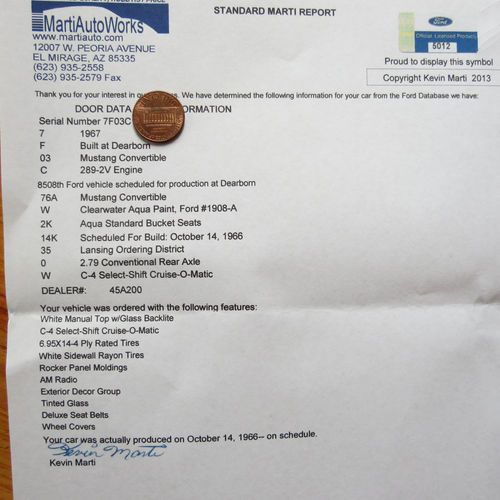 STANDARD MARTI REPORT
MartiAutoWorks
www.martiauto.com
12007 W. PEORIA AVENUE
EL MIRAGE, AZ 85335
(623) 935-2558
(623) 935-2579 Fax
Ford
Official Licensed Product
5012
Proud to display this symbol
Copyright Kevin Marti 2013
Thank you for your interest in We have determined the following information for your car from the Ford Database we have:
DOOR DATA
Serial Number 7F03C
7 1967
F Built at Dearborn
03 Mustang Convertible
C 289-2V Engine
8508th Ford vehicle scheduled for production at Dearborn
76A Mustang Convertible
W Clearwater Aqua Paint, Ford #1908-A
2K Aqua Standard Bucket Seats
14K Scheduled For Build: October 14, 1966
35 Lansing Ordering District
0 2.79 Conventional Rear Axle
W C-4 Select-Shift Cruise-O-Matic
DEALER#: 45A200
Your vehicle was ordered with the following features:
White Manual Top w/Glass Backlite
C-4 Select-Shift Cruise-O-Matic
6.95X14-4 Ply Rated Tires
White Sidewall Rayon Tires
Rocker Panel Moldings
AM Radio
Exterior Decor Group
Tinted Glass
Deluxe Seat Belts
Wheel Covers
Your car was actually produced on October 14, 1966-- on schedule.
Kevin Marti
Kevin Marti